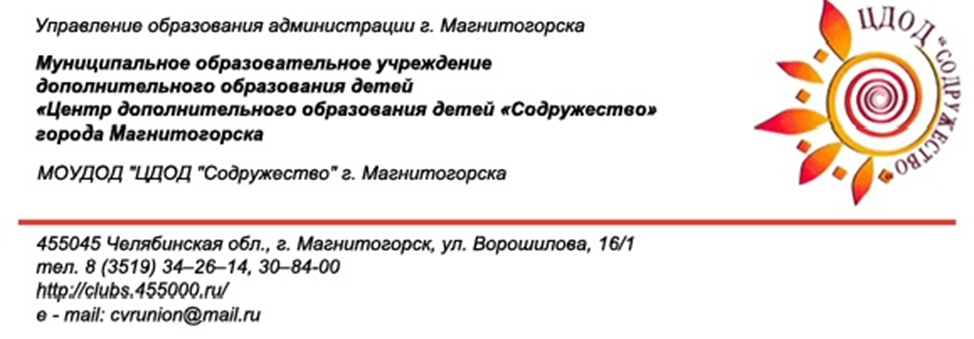 Управление образования администрации г. Магнитогорска
Муниципальное образовательное учреждение
дополнительного образования детей
«Центр дополнительного образования детей «Содружество»
города Магнитогорска
МОУДОД "ЦДОД "Содружество" г. Магнитогорска
ЦДОД "СОДРУЖЕСТВО"
455045 Челябинская обл., г. Магнитогорск, ул. Ворошилова, 16/1
тел. 8 (3519) 34–26–14, 30–84-00
http://clubs.455000.ru/
e - mail: cvrunion@mail.ru